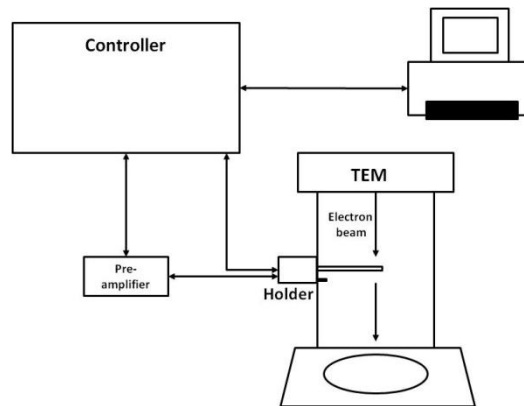 Controller
TEM
Electron
beam
Pre-
amplifier
Holder